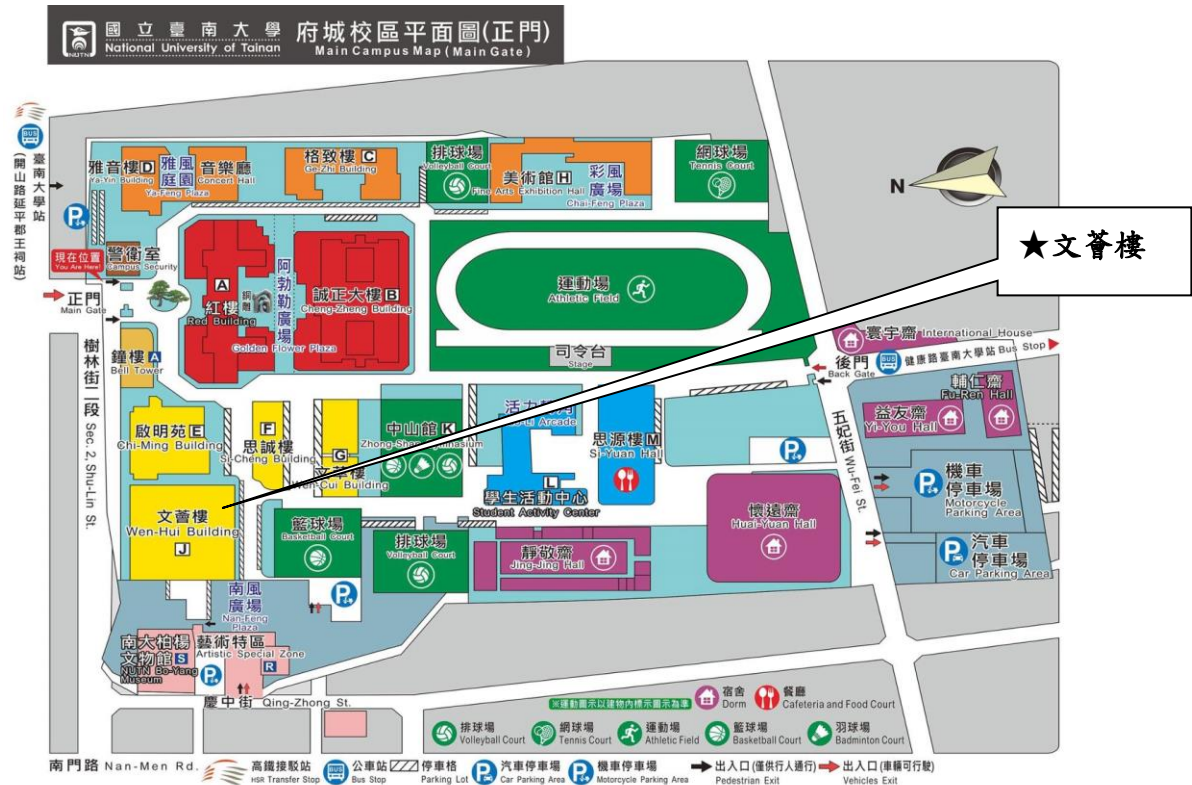 NUTN
國立臺南大學
National University of Tainan
府城校區平面圖(正門)
Main Campus Map (Main Gate)
BUS
臺南大學站
(開山路延平郡王祠站)
雅音樓 D
Ya-Yin Building
雅風庭園
Ya-Feng Plaza
音樂廳
Concert Hall
格致樓 C
Ge-Zhi Building
排球場
Volleyball Court
美術館 H
Fine Arts Exhibition Hall
彩風廣場
Chai-Feng Plaza
網球場
Tennis Court
N
★文薈樓
現在位置
You Are Here!
警衛室
Campus Security
正門
Main Gate
A
紅樓
Red Building
銅雕
阿勃勒廣場
Golden Flower Plaza
誠正大樓 B
Cheng-Zheng Building
運動場
Athletic Field
司令台
Stage
寰宇齋 International House
後門
Back Gate
BUS
健康路臺南大學站 Bus Stop
樹林街二段 Sec. 2, Shu-Lin St.
鐘樓 A
Bell Tower
啟明苑 E
Chi-Ming Building
F
思誠樓
Si-Cheng Building
G
文萃樓
Wen-Cui Building
中山館 K
Zhong-Shan Gymnasium
思源樓 M
Si-Yuan Hall
L
學生活動中心
Student Activity Center
五妃街 Wu-Fei St.
益友齋
Yi-You Hall
輔仁齋
Fu-Ren Hall
機車停車場
Motorcycle Parking Area
汽車停車場
Car Parking Area
文薈樓
Wen-Hui Building
J
籃球場
Basketball Court
排球場
Volleyball Court
靜敬齋
Jing-Jing Hall
懷遠齋
Huai-Yuan Hall
南風廣場
Nan-Feng Plaza
南大柏楊文物館 S
NUTN Bo-Yang Museum
藝術特區
Artistic Special Zone
R
慶中街 Qing-Zhong St.
※運動圖示以建物內標示圖示為準
宿舍
Dorm
餐廳
Cafeteria and Food Court
排球場
Volleyball Court
網球場
Tennis Court
運動場
Athletic Field
籃球場
Basketball Court
羽球場
Badminton Court
南門路 Nan-Men Rd.
高鐵接駁站
HSR Transfer Stop
BUS
公車站
Bus Stop
停車格
Parking Lot
汽車停車場
Car Parking Area
機車停車場
Motorcycle Parking Area
出入口(僅供行人通行)
Pedestrian Exit
出入口(車輛可行駛)
Vehicles Exit